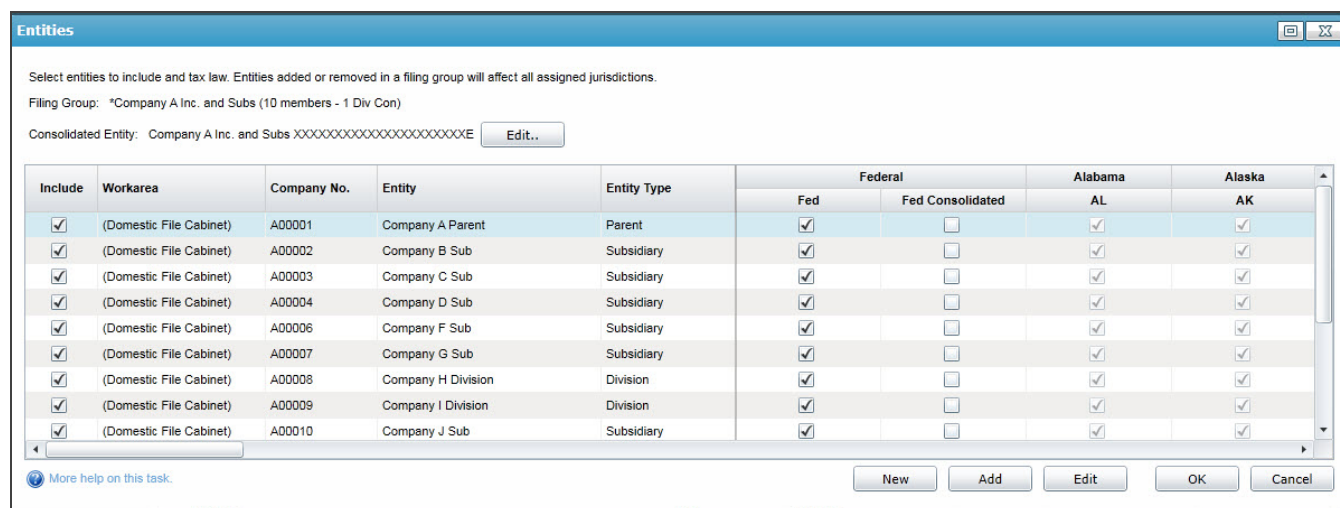 Entities
Select entities to include and tax law. Entities added or removed in a filing group will affect all assigned jurisdictions.
Filing Group: *Company A Inc. and Subs (10 members - 1 Div Con)
Consolidated Entity: Company A Inc. and Subs XXXXXXXXXXXXXXXXXXXXXXE Edit..
Federal Alabama Alaska
Include Workarea Company No. Entity Entity Type
Fed Fed Consolidated AL AK
(Domestic File Cabinet) A00001 Company A Parent Parent
(Domestic File Cabinet) A00002 Company B Sub Subsidiary
(Domestic File Cabinet) A00003 Company C Sub Subsidiary
(Domestic File Cabinet) A00004 Company D Sub Subsidiary
(Domestic File Cabinet) A00006 Company F Sub Subsidiary
(Domestic File Cabinet) A00007 Company G Sub Subsidiary
(Domestic File Cabinet) A00008 Company H Division Division
(Domestic File Cabinet) A00009 Company I Division Division
(Domestic File Cabinet) A00010 Company J Sub Subsidiary
More help on this task. New Add Edit OK Cancel